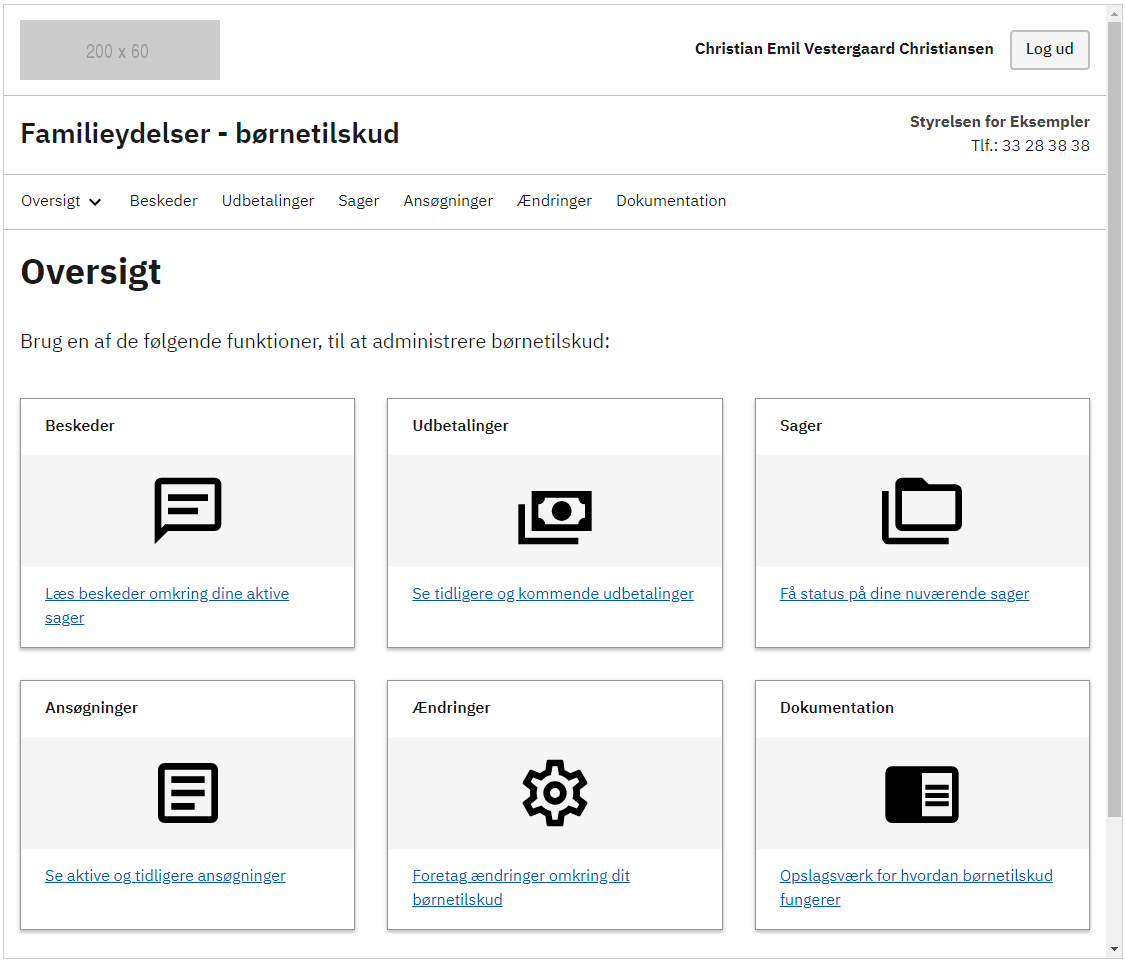 200 x 60
Christian Emil Vestergaard Christiansen
Log ud
Familieydelser - børnetilskud
Styrelsen for Eksempler
Tlf.: 33 28 38 38
Oversigt Beskeder Udbetalinger Sager Ansøgninger Ændringer Dokumentation
Oversigt
Brug en af de følgende funktioner, til at administrere børnetilskud:
Beskeder
Læs beskeder omkring dine aktive
sager
Udbetalinger
Se tidligere og kommende udbetalinger
Sager
Få status på dine nuværende sager
Ansøgninger
Se aktive og tidligere ansøgninger
Ændringer
Foretag ændringer omkring dit
børnetilskud
Dokumentation
Opslagsværk for hvordan børnetilskud
fungerer